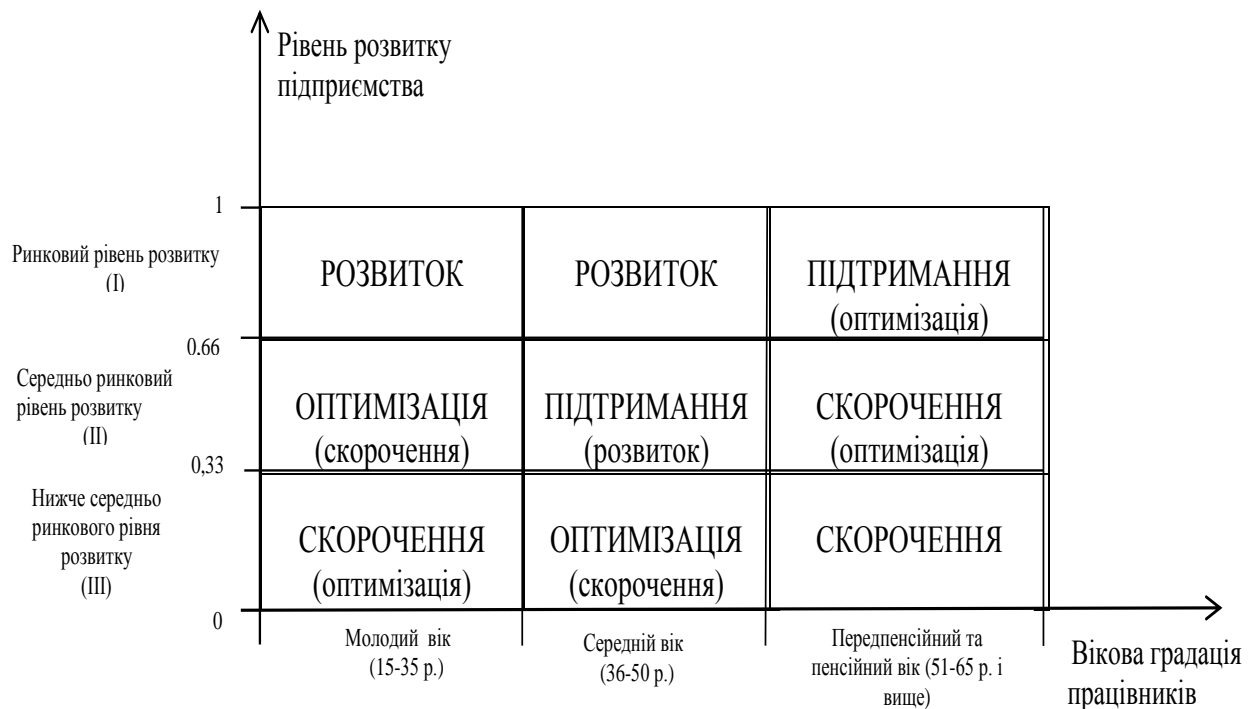 Рівень розвитку
підприємства
1
Ринковий рівень розвитку
(I)
РОЗВИТОК
РОЗВИТОК
ПІДТРИМАННЯ
(оптимізація)
0.66
Середньо ринковий
рівень розвитку
(II)
ОПТИМІЗАЦІЯ
(скорочення)
ПІДТРИМАННЯ
(розвиток)
СКОРОЧЕННЯ
(оптимізація)
0,33
Нижче середньо
ринкового рівня
розвитку
(III)
СКОРОЧЕННЯ
(оптимізація)
ОПТИМІЗАЦІЯ
(скорочення)
СКОРОЧЕННЯ
0
Молодий вік
(15-35 р.)
Середній вік
(36-50 р.)
Передпенсійний та
пенсійний вік (51-65 р. і
вище)
Вікова градація
працівників